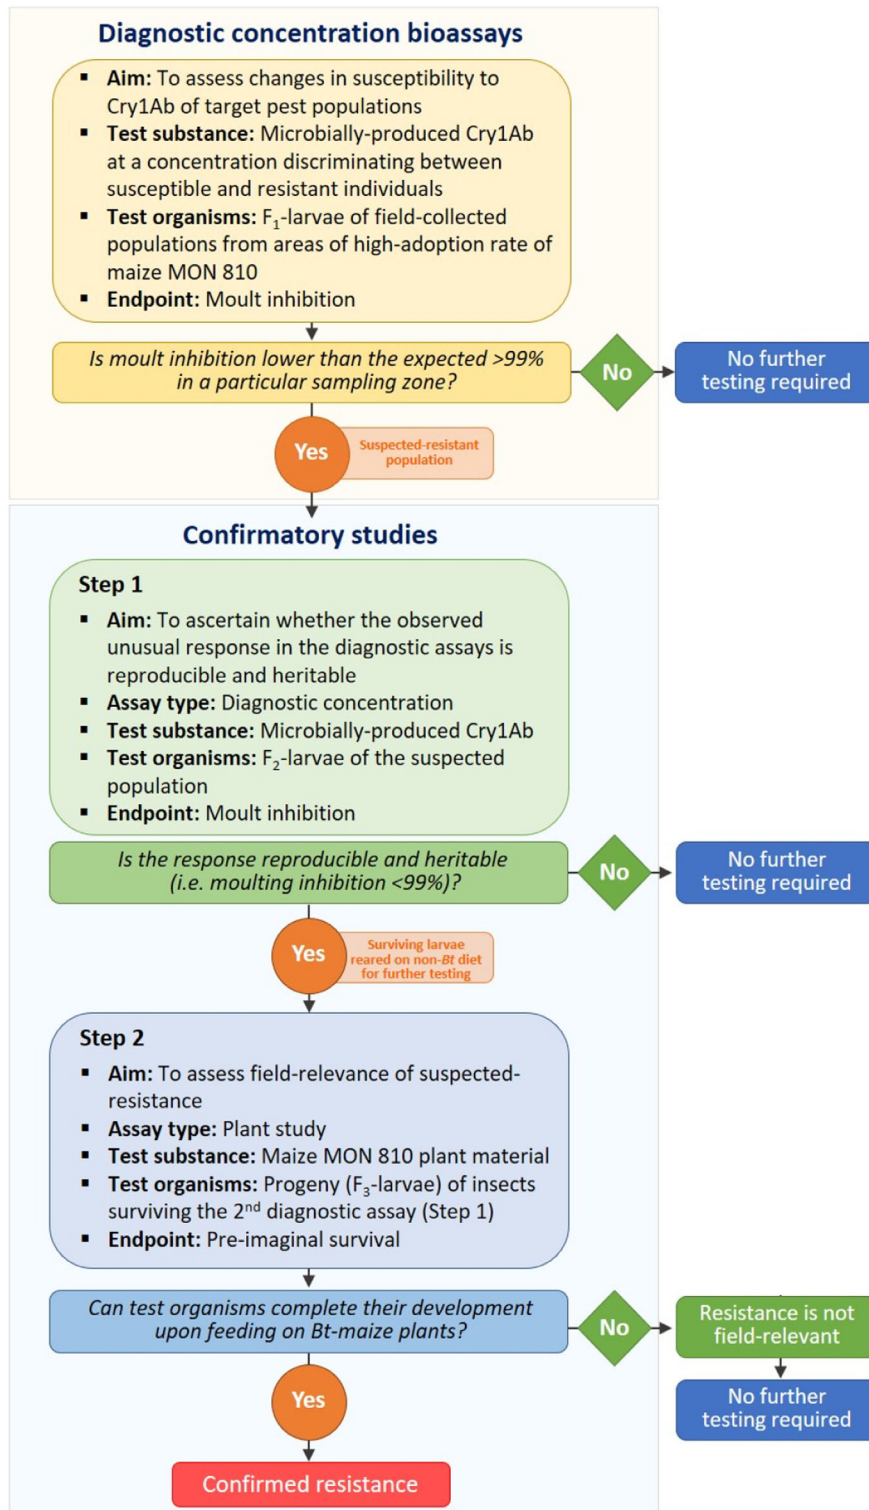 Diagnostic concentration bioassays
▪ Aim: To assess changes in susceptibility to
Cry1Ab of target pest populations
▪ Test substance: Microbially-produced Cry1Ab
at a concentration discriminating between
susceptible and resistant individuals
▪ Test organisms: F₁-larvae of field-collected
populations from areas of high-adoption rate of
maize MON 810
▪ Endpoint: Moult inhibition
Is moult inhibition lower than the expected >99%
in a particular sampling zone?
No
No further
testing required
Yes
Suspected-resistant
population
Confirmatory studies
Step 1
▪ Aim: To ascertain whether the observed
unusual response in the diagnostic assays is
reproducible and heritable
▪ Assay type: Diagnostic concentration
▪ Test substance: Microbially-produced Cry1Ab
▪ Test organisms: F₂-larvae of the suspected
population
▪ Endpoint: Moult inhibition
Is the response reproducible and heritable
(i.e. moulting inhibition <99%)?
No
No further
testing required
Yes
Surviving larvae
reared on non-Bt diet
for further testing
Step 2
▪ Aim: To assess field-relevance of suspected-
resistance
▪ Assay type: Plant study
▪ Test substance: Maize MON 810 plant material
▪ Test organisms: Progeny (F₃-larvae) of insects
surviving the 2nd diagnostic assay (Step 1)
▪ Endpoint: Pre-imaginal survival
Can test organisms complete their development
upon feeding on Bt-maize plants?
No
Resistance is not
field-relevant
No further
testing required
Yes
Confirmed resistance